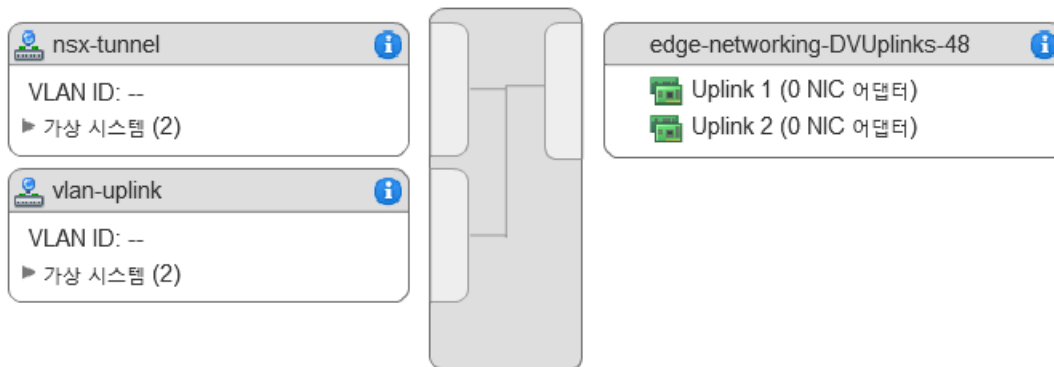 nsx-tunnel
VLAN ID: --
가상 시스템 (2)
vlan-uplink
VLAN ID: --
가상 시스템 (2)
edge-networking-DVUplinks-48
Uplink 1 (0 NIC 어댑터)
Uplink 2 (0 NIC 어댑터)